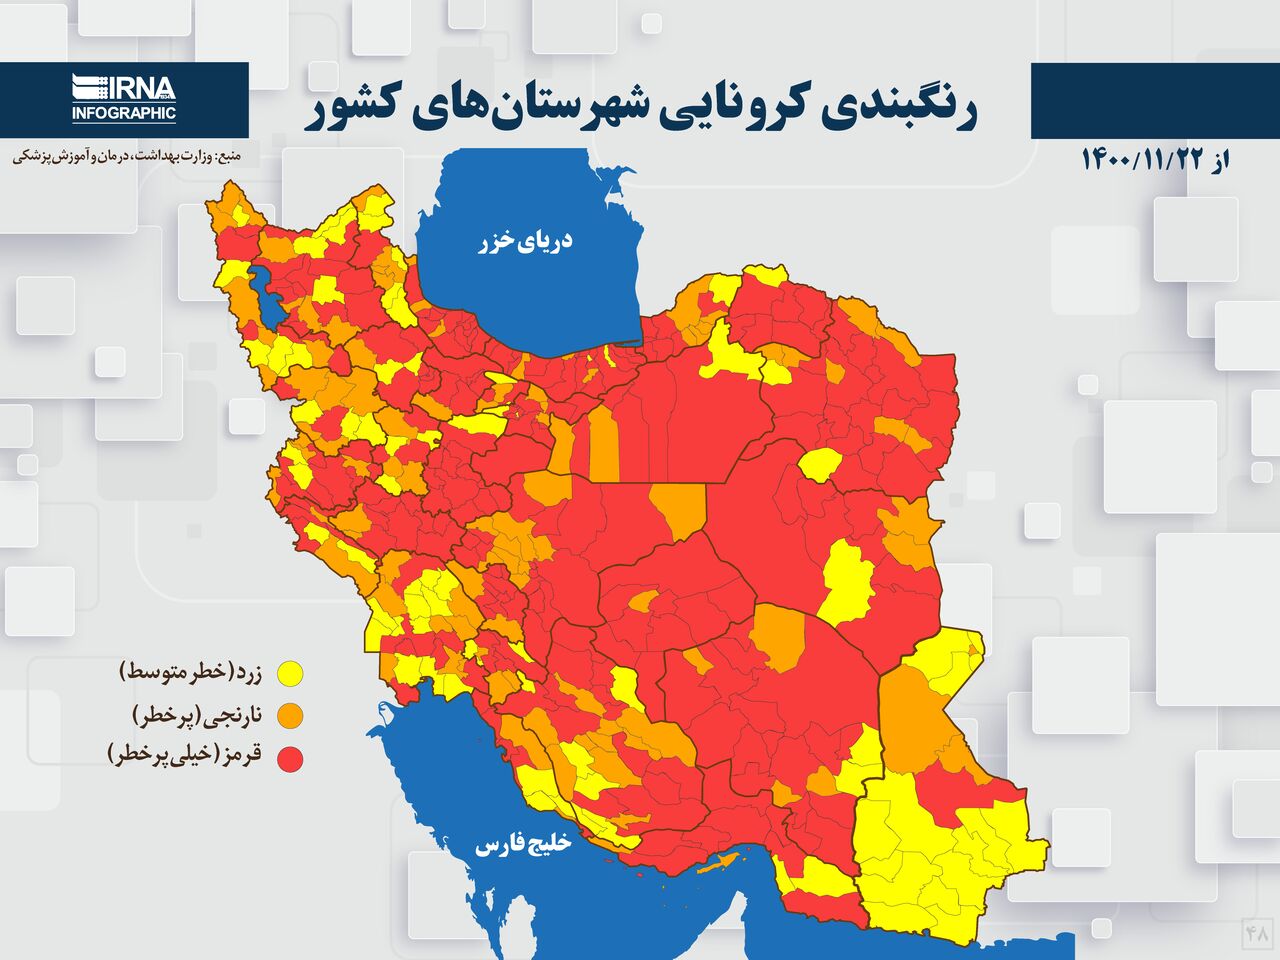 IRNA
INFOGRAPHIC
رنگبندی کرونایی شهرستان‌های کشور
منبع: وزارت بهداشت، درمان و آموزش پزشکی
از ۱۴۰۰/۱۱/۲۲
دریای خزر
زرد (خطر متوسط)
نارنجی (پرخطر)
قرمز (خیلی پرخطر)
خلیج فارس
۴۸